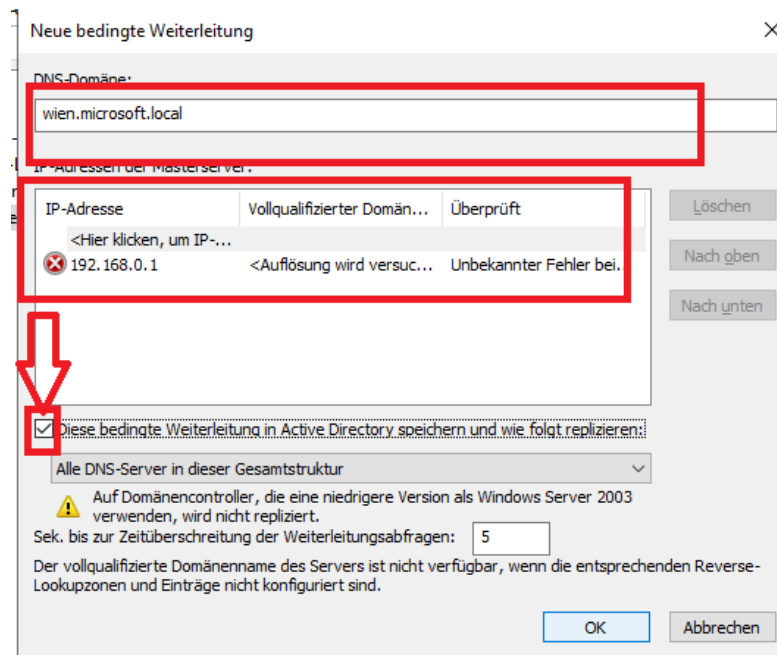 Neue bedingte Weiterleitung
DNS-Domäne:
wien.microsoft.local
IP-Adressen der Masterserver:
IP-Adresse Vollqualifizierter Domän... Überprüft
<Hier klicken, um IP-...
192.168.0.1 <Auflösung wird versuc... Unbekannter Fehler bei...
Löschen
Nach oben
Nach unten
Diese bedingte Weiterleitung in Active Directory speichern und wie folgt replizieren:
Alle DNS-Server in dieser Gesamtstruktur
Auf Domänencontroller, die eine niedrigere Version als Windows Server 2003
verwenden, wird nicht repliziert.
Sek. bis zur Zeitüberschreitung der Weiterleitungsabfragen: 5
Der vollqualifizierte Domänenname des Servers ist nicht verfügbar, wenn die entsprechenden Reverse-
Lookupzonen und Einträge nicht konfiguriert sind.
OK Abbrechen